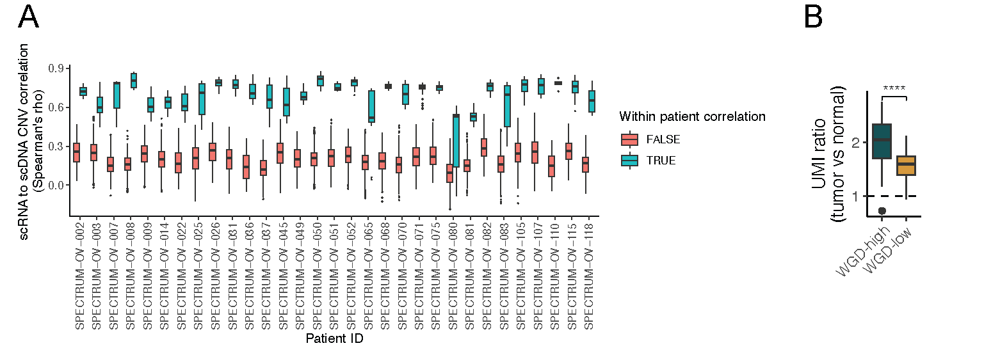 A
scRNA to scDNA CNV correlation
(Spearman's rho)
0.9
0.6
0.3
0.0
SPECTRUM-OV-002
SPECTRUM-OV-003
SPECTRUM-OV-007
SPECTRUM-OV-008
SPECTRUM-OV-009
SPECTRUM-OV-014
SPECTRUM-OV-022
SPECTRUM-OV-025
SPECTRUM-OV-026
SPECTRUM-OV-031
SPECTRUM-OV-036
SPECTRUM-OV-037
SPECTRUM-OV-045
SPECTRUM-OV-049
SPECTRUM-OV-050
SPECTRUM-OV-051
SPECTRUM-OV-052
SPECTRUM-OV-065
SPECTRUM-OV-068
SPECTRUM-OV-070
SPECTRUM-OV-071
SPECTRUM-OV-075
SPECTRUM-OV-080
SPECTRUM-OV-081
SPECTRUM-OV-082
SPECTRUM-OV-083
SPECTRUM-OV-105
SPECTRUM-OV-107
SPECTRUM-OV-110
SPECTRUM-OV-115
SPECTRUM-OV-118
Patient ID
Within patient correlation
FALSE
TRUE
B
UMI ratio
(tumor vs normal)
2
1
****
WGD-high
WGD-low